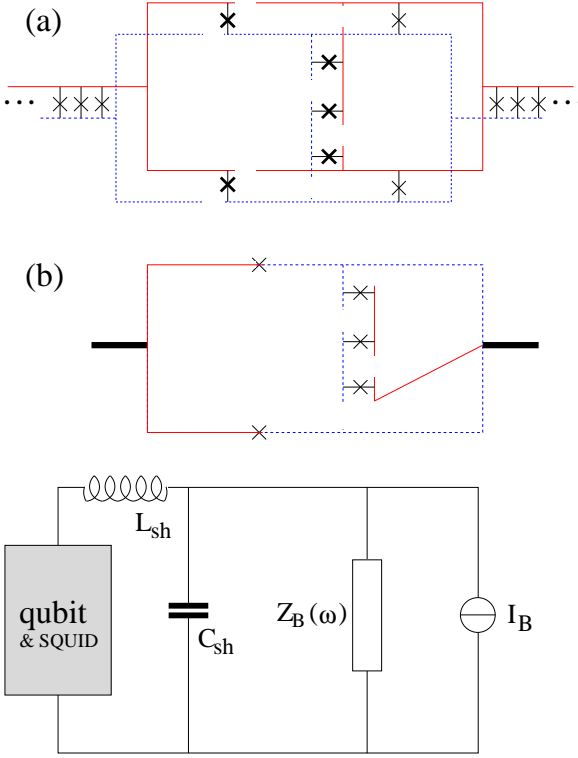 (a)
... ...
(b)
L_sh
qubit
& SQUID
C_sh
Z_B(ω)
I_B